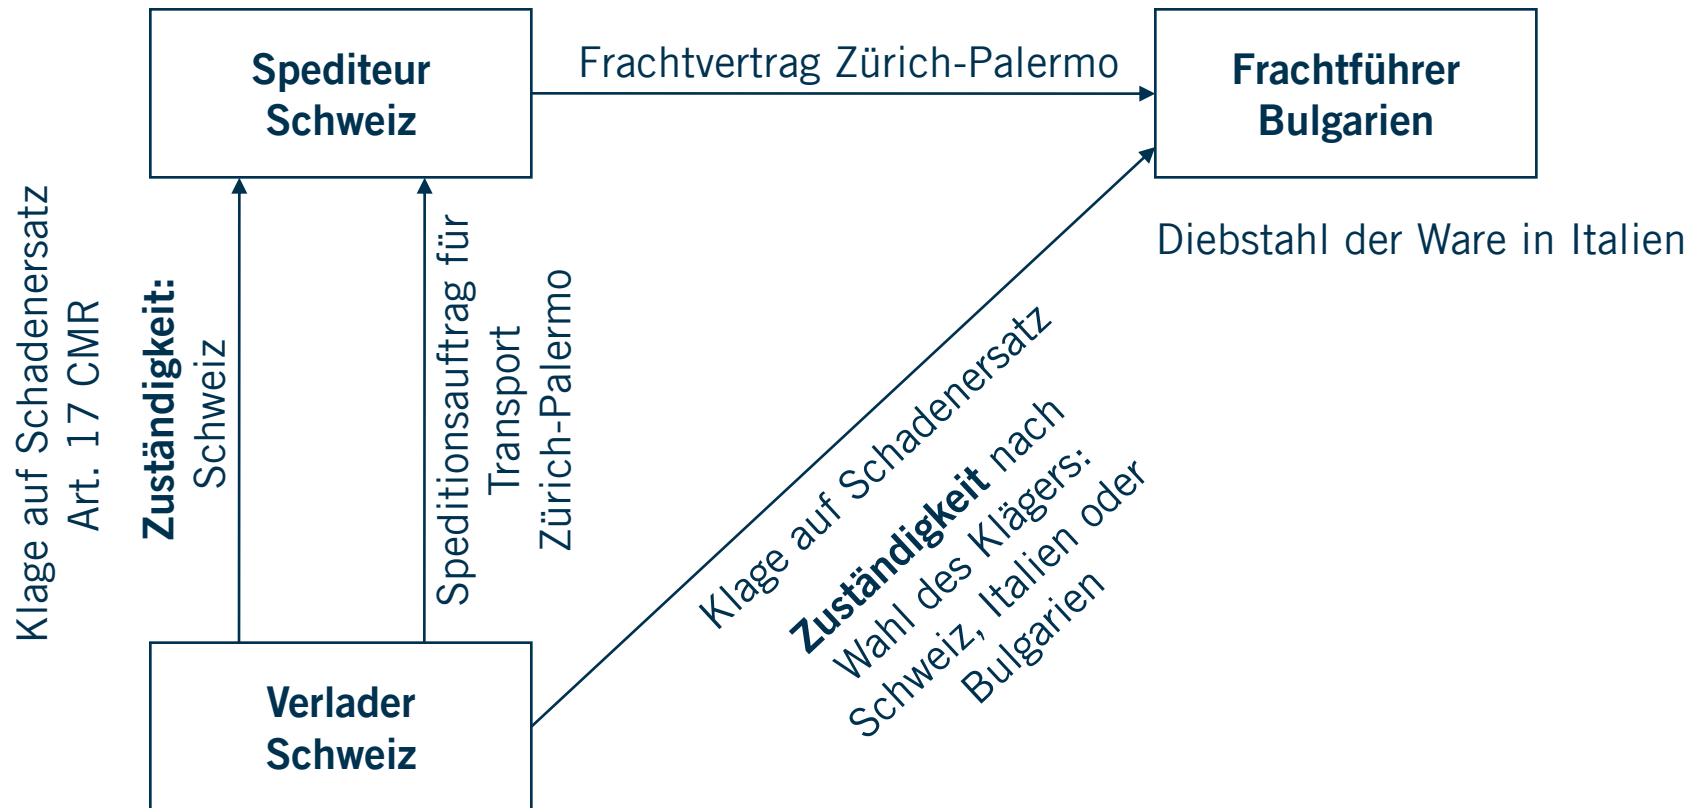 Spediteur
Schweiz
Frachtvertrag Zürich-Palermo
Frachtführer
Bulgarien
Diebstahl der Ware in Italien
Klage auf Schadenersatz
Art. 17 CMR
Zuständigkeit:
Schweiz
Speditionsauftrag für
Transport
Zürich-Palermo
Klage auf Schadenersatz
Zuständigkeit nach
Wahl des Klägers:
Schweiz, Italien oder
Bulgarien
Verlader
Schweiz